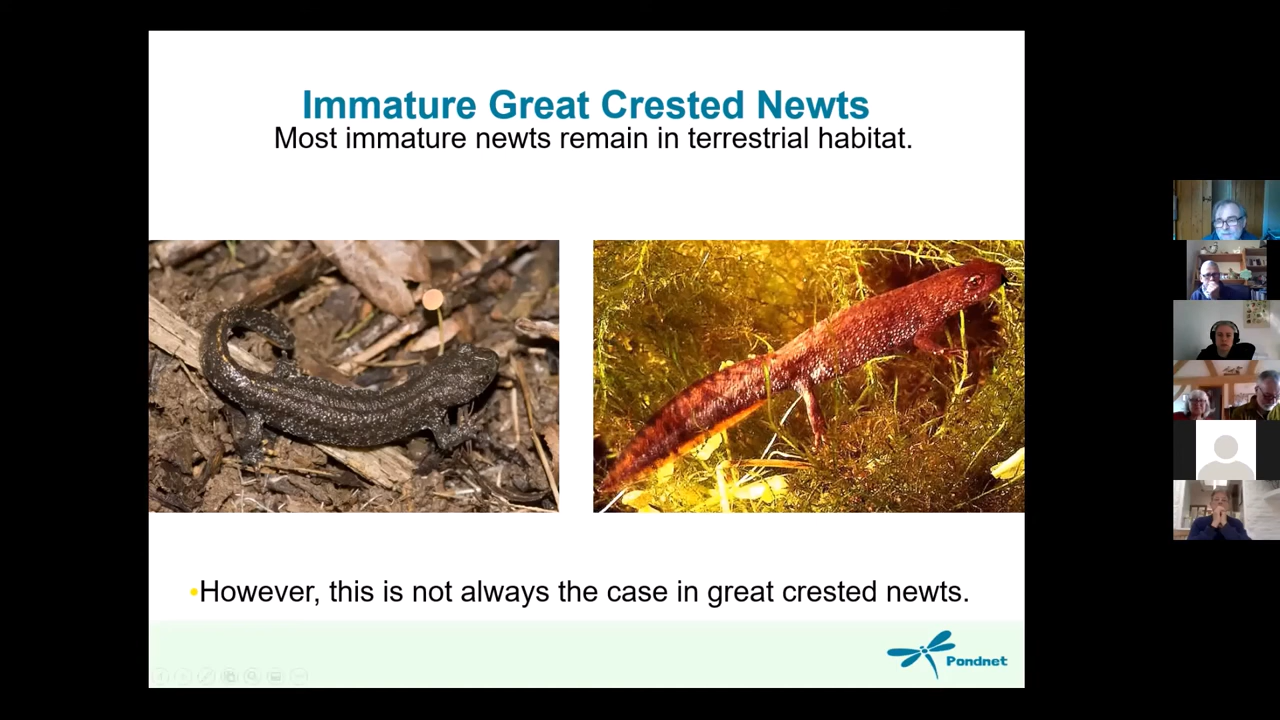 Immature Great Crested Newts
Most immature newts remain in terrestrial habitat.
•However, this is not always the case in great crested newts.
Pondnet